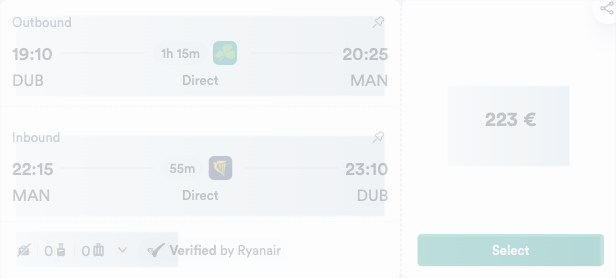 Outbound
19:10 1h 15m 20:25
DUB Direct MAN
223 €
Inbound
22:15 55m 23:10
MAN Direct DUB
0 0 Verified by Ryanair
Select